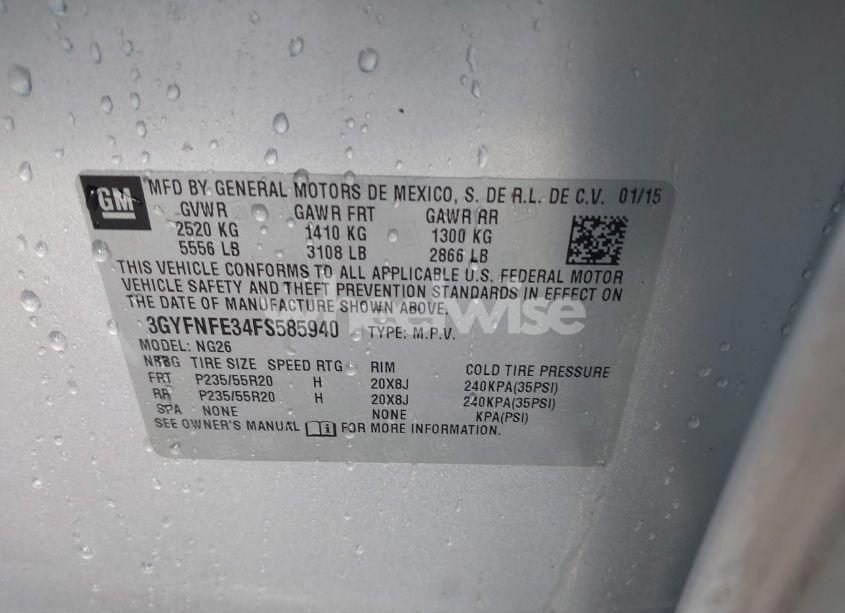 GM MFD BY GENERAL MOTORS DE MEXICO, S. DE R.L. DE C.V. 01/15
GVWR GAWR FRT GAWR RR
2520 KG 1410 KG 1300 KG
5556 LB 3108 LB 2866 LB
THIS VEHICLE CONFORMS TO ALL APPLICABLE U.S. FEDERAL MOTOR
VEHICLE SAFETY AND THEFT PREVENTION STANDARDS IN EFFECT ON
THE DATE OF MANUFACTURE SHOWN ABOVE.
3GYFNFE34FS585940 TYPE: M.P.V.
wheelwise
MODEL: NG26
TIRE SIZE SPEED RTG RIM COLD TIRE PRESSURE
FRT P235/55R20 H 20X8J 240KPA(35PSI)
RR P235/55R20 H 20X8J 240KPA(35PSI)
SPA NONE NONE KPA(PSI)
SEE OWNER'S MANUAL FOR MORE INFORMATION.